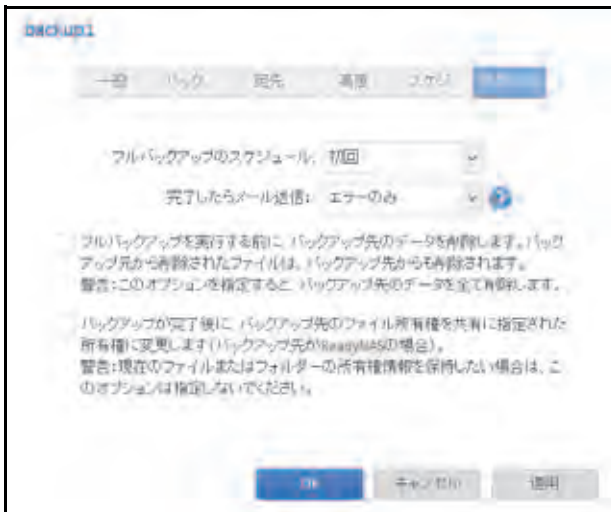 backup1
一般 バック 宛先 高度 スケジ
フルバックアップのスケジュール: 初回
完了したらメール送信: エラーのみ
フルバックアップを実行する前に、バックアップ先のデータを削除します。バック
アップ元から削除されたファイルは、バックアップ先からも削除されます。
警告:このオプションを指定すると、バックアップ先のデータを全て削除します。
バックアップが完了後に、バックアップ先のファイル所有権を共有に指定された
所有権に変更します(バックアップ先がReadyNASの場合)。
警告:現在のファイルまたはフォルダーの所有権情報を保持したい場合は、こ
のオプションは指定しないでください。
OK キャンセル 適用